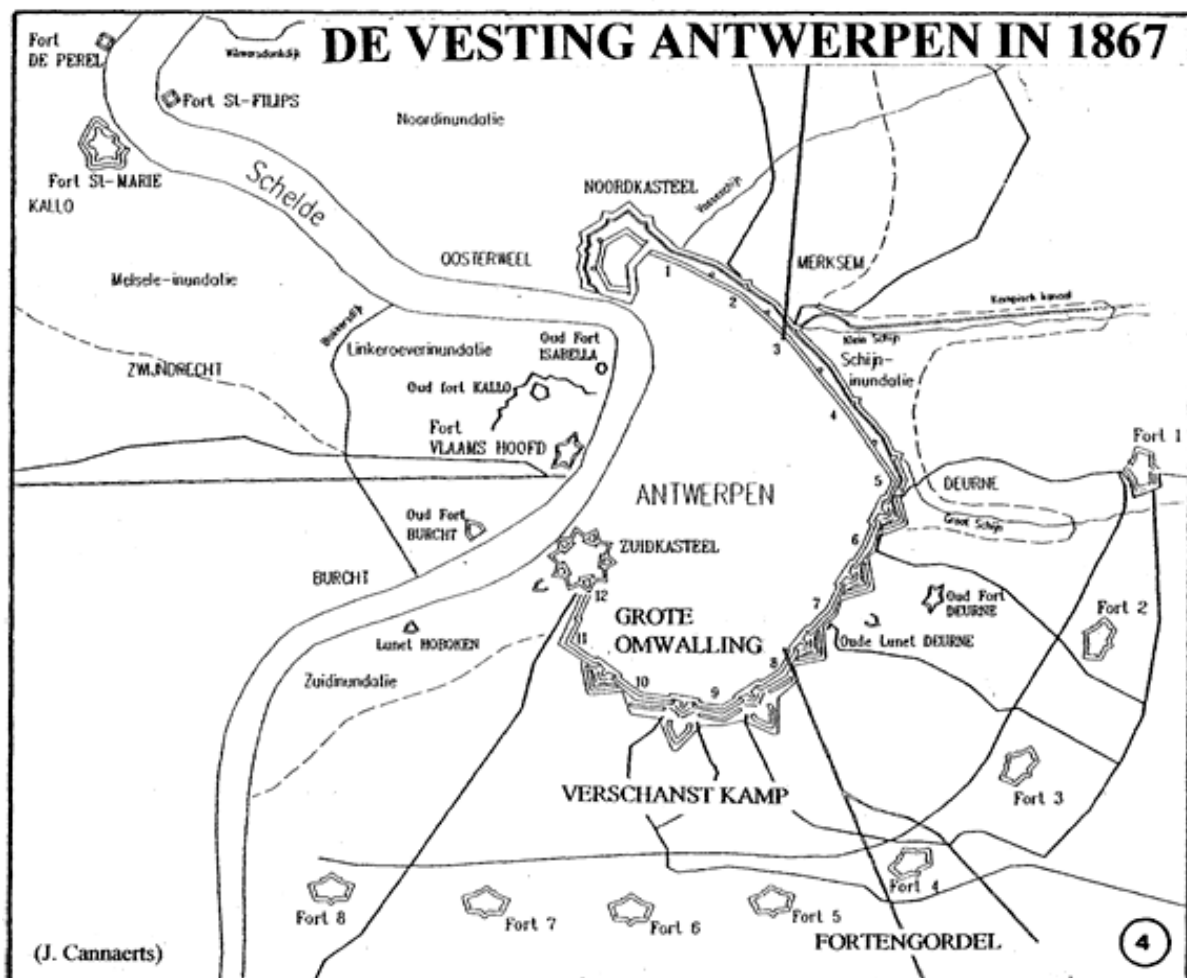 DE VESTING ANTWERPEN IN 1867
Fort
DE PEREL
Wilmarsdonkdijk
Fort St-FILIPS
Noordinundatie
Fort St-MARIE
KALLO
Schelde
NOORDKASTEEL
Vosseschijn
OOSTERWEEL
MERKSEM
Melsele-inundatie
1
2
3
4
5
6
7
8
9
10
11
12
Kempisch kanaal
Klein Schijn
Schijn-
inundatie
Linkeroeverinundatie
Oud Fort
ISABELLA
Oud fort KALLO
ZWIJNDRECHT
Fort
VLAAMS HOOFD
Fort 1
ANTWERPEN
DEURNE
Groot Schijn
Oud Fort
BURCHT
ZUIDKASTEEL
BURCHT
Oud Fort
DEURNE
Fort 2
GROTE
OMWALLING
Lunet HOBOKEN
Oude Lunet DEURNE
Zuidinundatie
Fort 3
VERSCHANST KAMP
Fort 4
Fort 8
Fort 7
Fort 6
Fort 5
FORTENGORDEL
(J. Cannaerts)
4